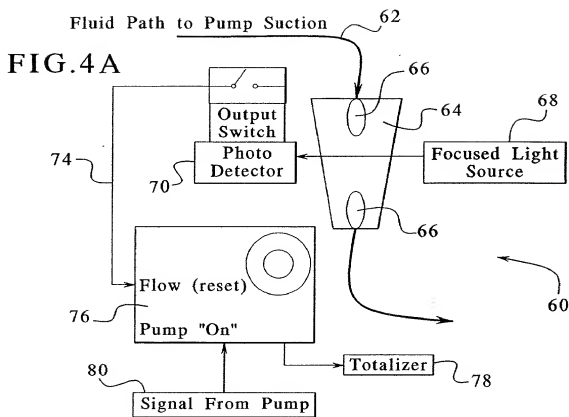 Fluid Path to Pump Suction
62
FIG.4A
66
64
68
Output
Switch
74
Photo
Detector
70
Focused Light
Source
66
Flow (reset)
76
Pump "On"
60
80
Totalizer
78
Signal From Pump